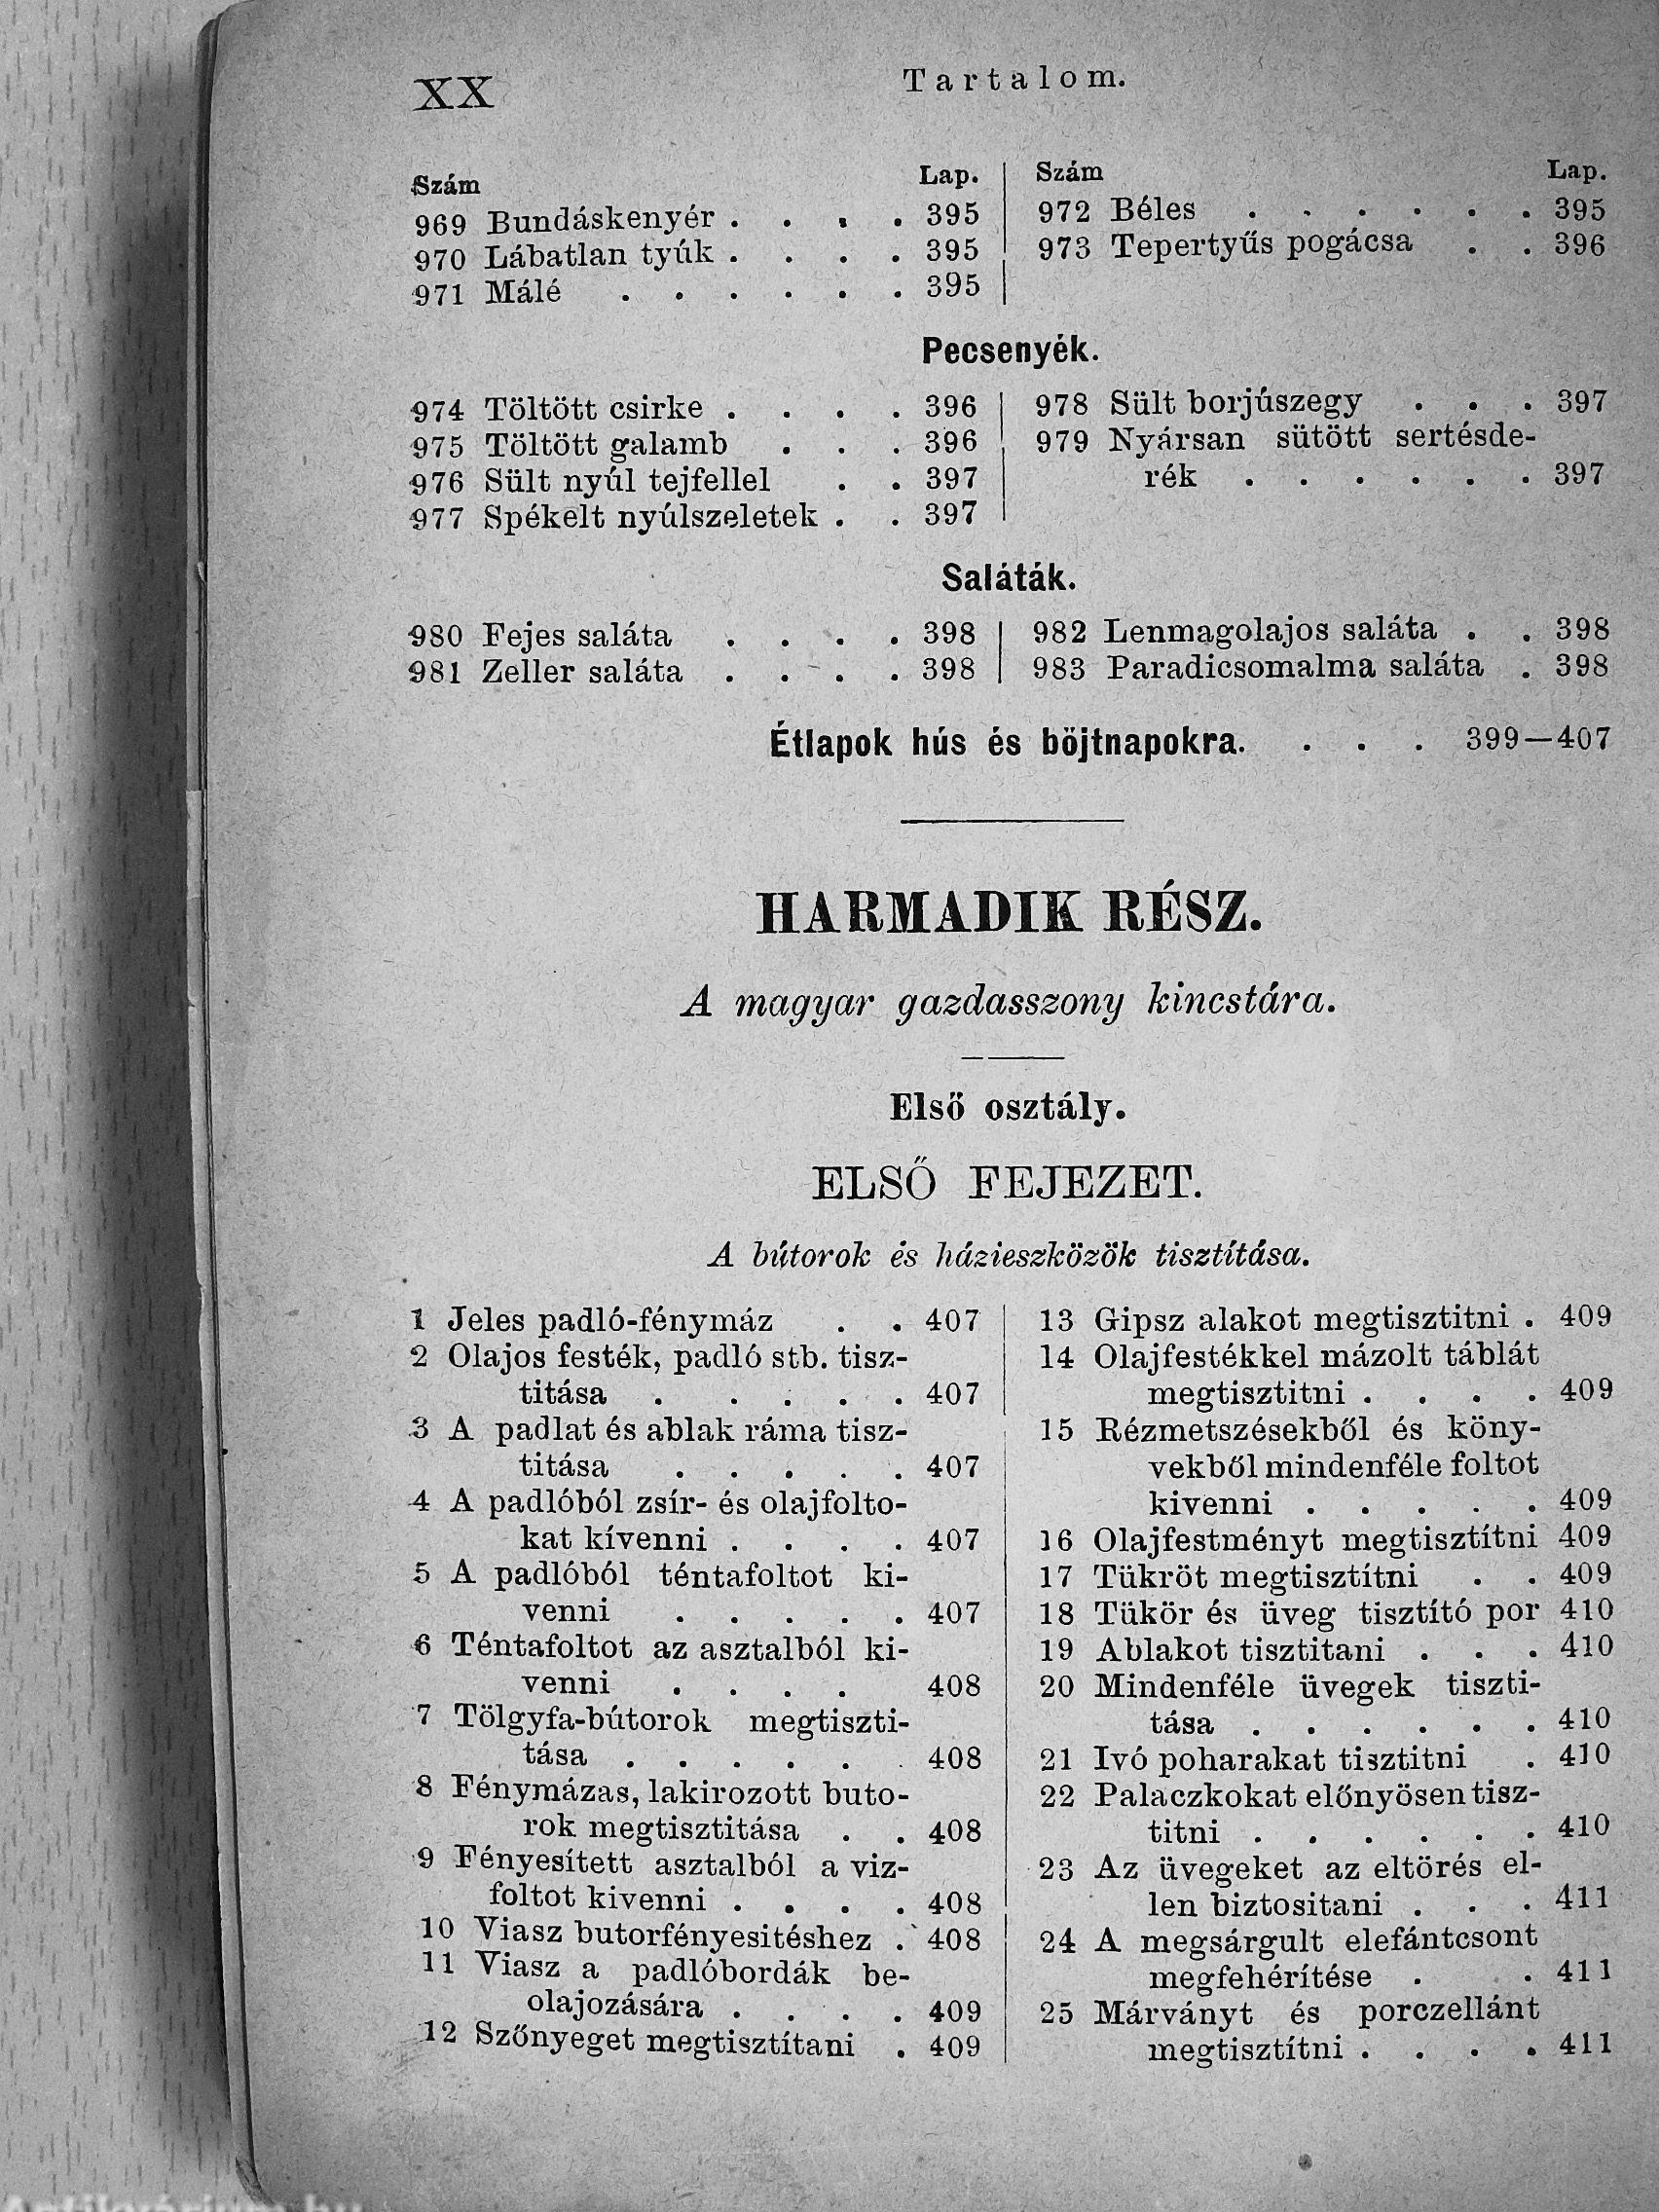 XX
Tartalom.
Szám Lap.
969 Bundáskenyér . . . . 395
970 Lábatlan tyúk . . . . 395
971 Málé . . . . . . 395
Szám Lap.
972 Béles . . . . . . 395
973 Tepertyűs pogácsa . . 396
Pecsenyék.
974 Töltött csirke . . . . 396
975 Töltött galamb . . . 396
976 Sült nyúl tejfellel . . 397
977 Spékelt nyúlszeletek . . 397
978 Sült borjúszegy . . . 397
979 Nyársan sütött sertésde-
rék . . . . . . 397
Saláták.
980 Fejes saláta . . . . 398
981 Zeller saláta . . . . 398
982 Lenmagolajos saláta . . 398
983 Paradicsomalma saláta . 398
Étlapok hús és böjtnapokra. . . . 399—407
HARMADIK RÉSZ.
A magyar gazdasszony kincstára.
Első osztály.
ELSŐ FEJEZET.
A bútorok és házieszközök tisztítása.
1 Jeles padló-fénymáz . . 407
2 Olajos festék, padló stb. tisz-
titása . . . . . 407
3 A padlat és ablak ráma tisz-
titása . . . . . 407
4 A padlóból zsír- és olajfolto-
kat kívenni . . . . 407
5 A padlóból téntafoltot ki-
venni . . . . . 407
6 Téntafoltot az asztalból ki-
venni . . . . 408
7 Tölgyfa-bútorok megtiszti-
tása . . . . . . 408
8 Fénymázas, lakirozott buto-
rok megtisztitása . . 408
9 Fényesített asztalból a viz-
foltot kivenni . . . . 408
10 Viasz butorfényesitéshez . 408
11 Viasz a padlóbordák be-
olajozására . . . . 409
12 Szőnyeget megtisztítani . 409
13 Gipsz alakot megtisztitni . 409
14 Olajfestékkel mázolt táblát
megtisztitni . . . . 409
15 Rézmetszésekből és köny-
vekből mindenféle foltot
kivenni . . . . . 409
16 Olajfestményt megtisztítni 409
17 Tükröt megtisztítni . . 409
18 Tükör és üveg tisztító por 410
19 Ablakot tisztitani . . . 410
20 Mindenféle üvegek tiszti-
tása . . . . . . 410
21 Ivó poharakat tisztitni . 410
22 Palaczkokat előnyösen tisz-
titni . . . . . . 410
23 Az üvegeket az eltörés el-
len biztositani . . . 411
24 A megsárgult elefántcsont
megfehérítése . . 411
25 Márványt és porczellánt
megtisztítni . . . . 411